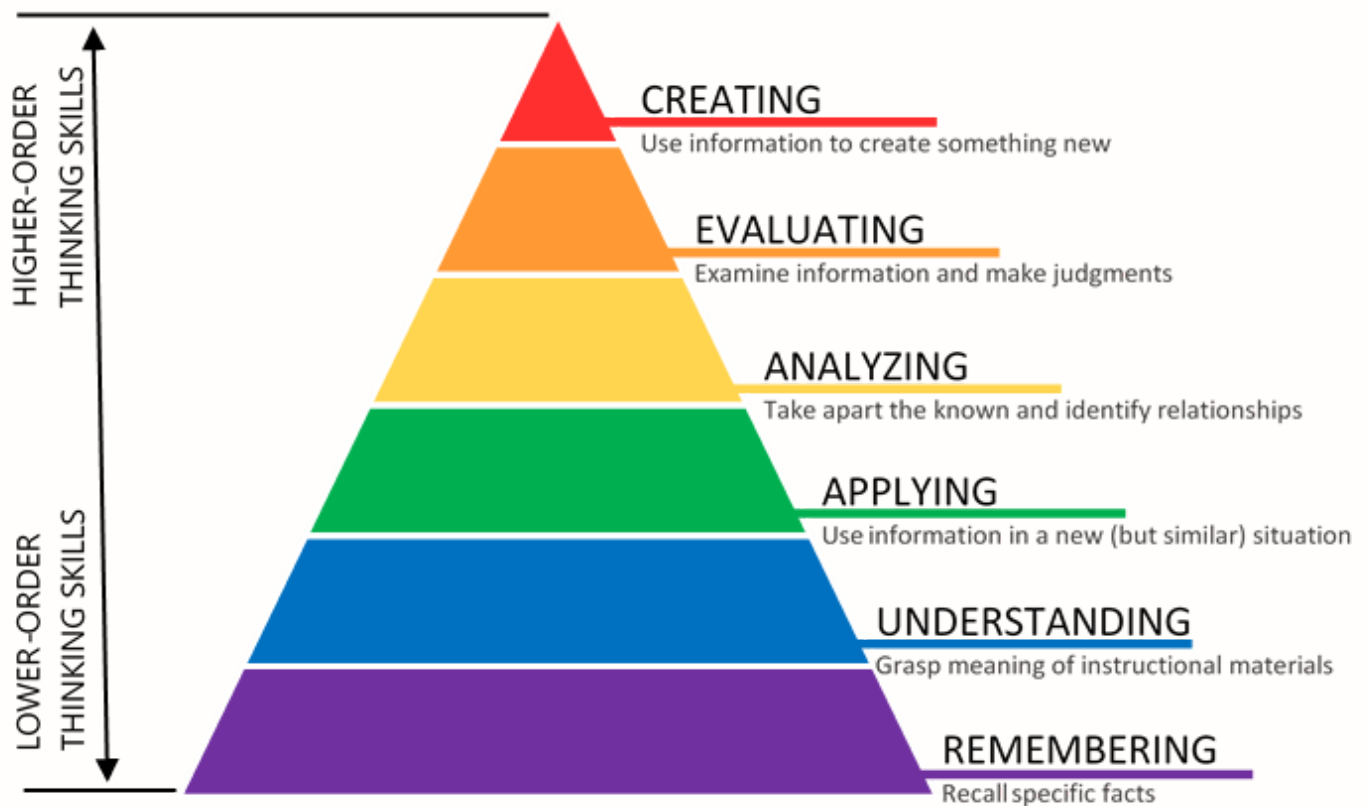 HIGHER-ORDER
THINKING SKILLS
LOWER-ORDER
THINKING SKILLS
CREATING
Use information to create something new
EVALUATING
Examine information and make judgments
ANALYZING
Take apart the known and identify relationships
APPLYING
Use information in a new (but similar) situation
UNDERSTANDING
Grasp meaning of instructional materials
REMEMBERING
Recall specific facts